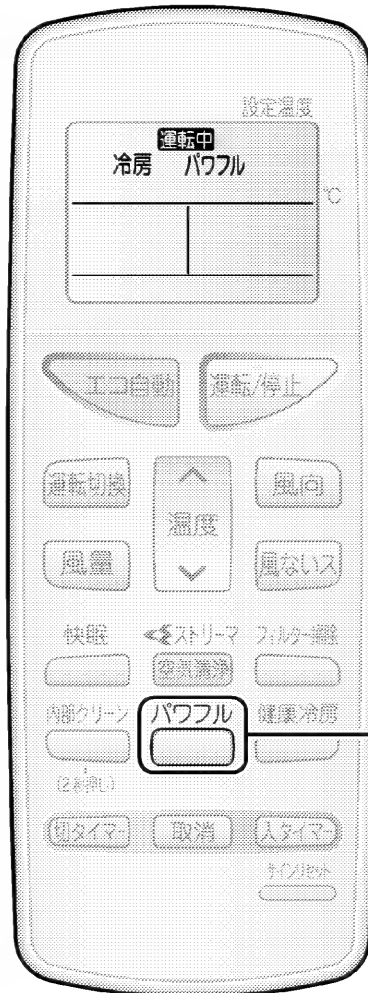 設定温度
運転中
冷房 パワフル
℃
エコ自動 運転/停止
運転切換 温度 風向
風量 風ないス
快眠 ストリーマ フィルター掃除
空気清浄
内部クリーン パワフル 健康冷房
(2秒押し)
切タイマー 取消 入タイマー
サインリセット